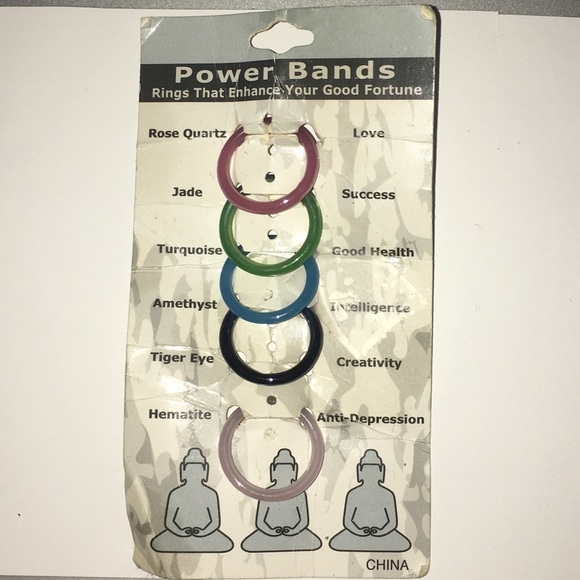 Power Bands
Rings That Enhance Your Good Fortune
Rose Quartz Love
Jade Success
Turquoise Good Health
Amethyst Intelligence
Tiger Eye Creativity
Hematite Anti-Depression
CHINA